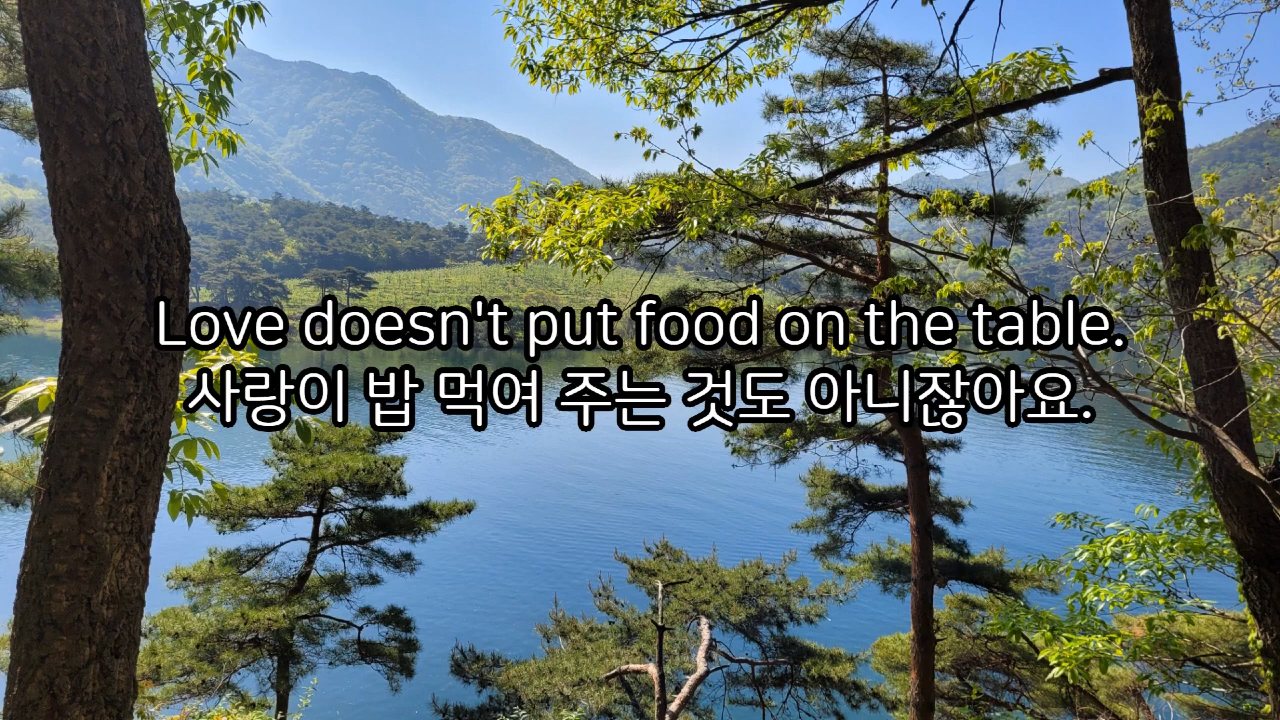 Love doesn't put food on the table.
사랑이 밥 먹여 주는 것도 아니잖아요.